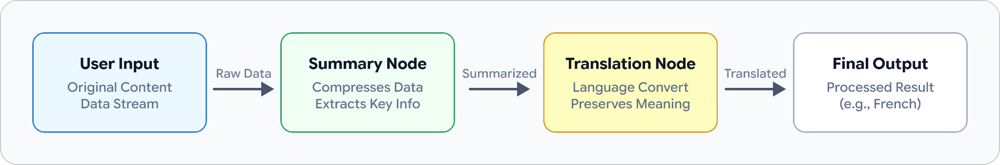 User Input
Original Content
Data Stream
Raw Data
Summary Node
Compresses Data
Extracts Key Info
Summarized
Translation Node
Language Convert
Preserves Meaning
Translated
Final Output
Processed Result
(e.g., French)